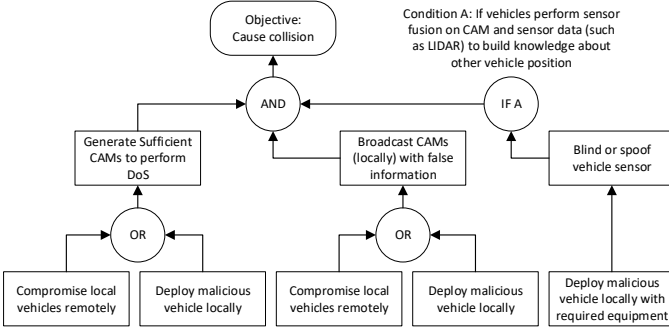 Objective:
Cause collision
Condition A: If vehicles perform sensor
fusion on CAM and sensor data (such
as LIDAR) to build knowledge about
other vehicle position
AND
IF A
Generate Sufficient
CAMs to perform
DoS
Broadcast CAMs
(locally) with false
information
Blind or spoof
vehicle sensor
OR
OR
Compromise local
vehicles remotely
Deploy malicious
vehicle locally
Compromise local
vehicles remotely
Deploy malicious
vehicle locally
Deploy malicious
vehicle locally with
required equipment